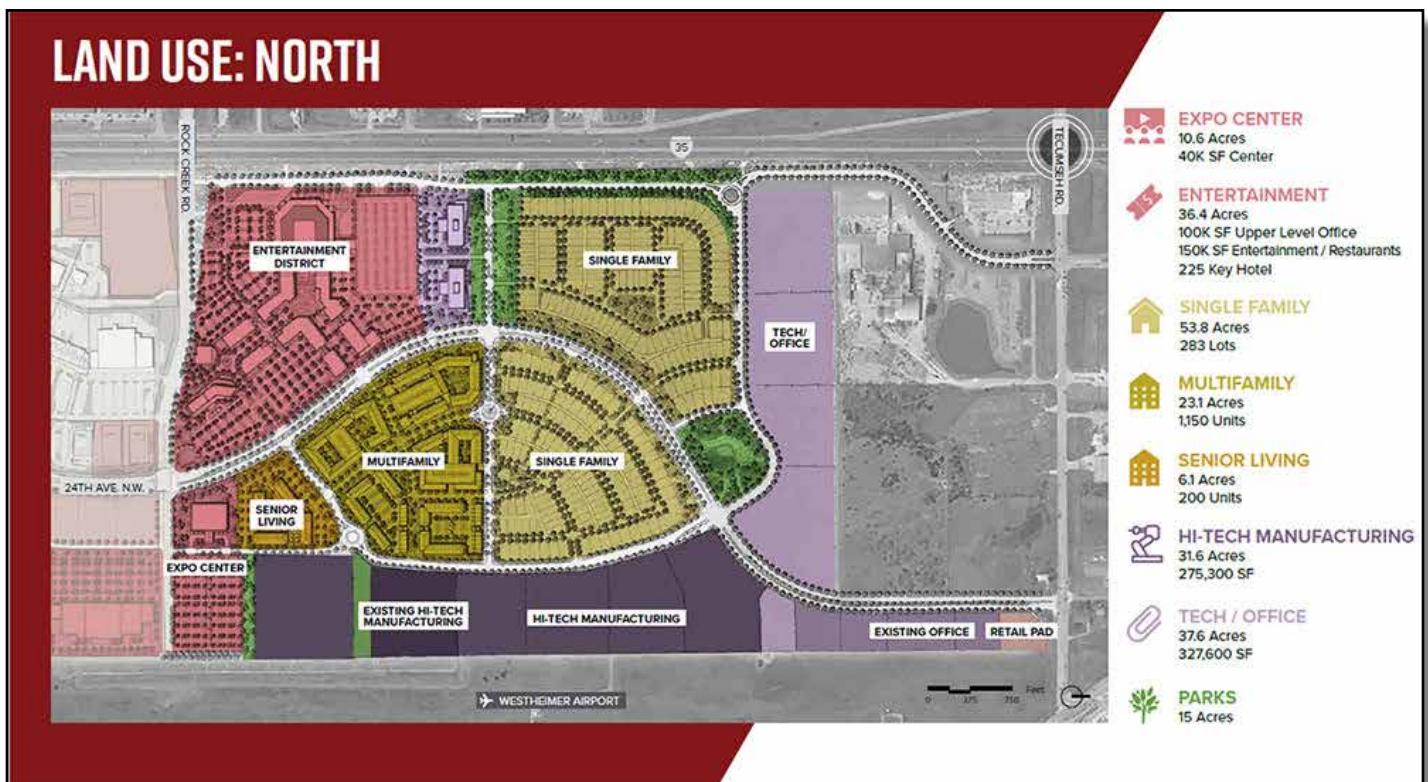 LAND USE: NORTH
ROCK CREEK RD.
35
TECUMSEH RD.
ENTERTAINMENT
DISTRICT
SINGLE FAMILY
TECH/
OFFICE
MULTIFAMILY
SINGLE FAMILY
24TH AVE. N.W.
SENIOR
LIVING
EXPO CENTER
EXISTING HI-TECH
MANUFACTURING
HI-TECH MANUFACTURING
EXISTING OFFICE
RETAIL PAD
WESTHEIMER AIRPORT
Feet
0 375 750
EXPO CENTER
10.6 Acres
40K SF Center
ENTERTAINMENT
36.4 Acres
100K SF Upper Level Office
150K SF Entertainment / Restaurants
225 Key Hotel
SINGLE FAMILY
53.8 Acres
283 Lots
MULTIFAMILY
23.1 Acres
1,150 Units
SENIOR LIVING
6.1 Acres
200 Units
HI-TECH MANUFACTURING
31.6 Acres
275,300 SF
TECH / OFFICE
37.6 Acres
327,600 SF
PARKS
15 Acres